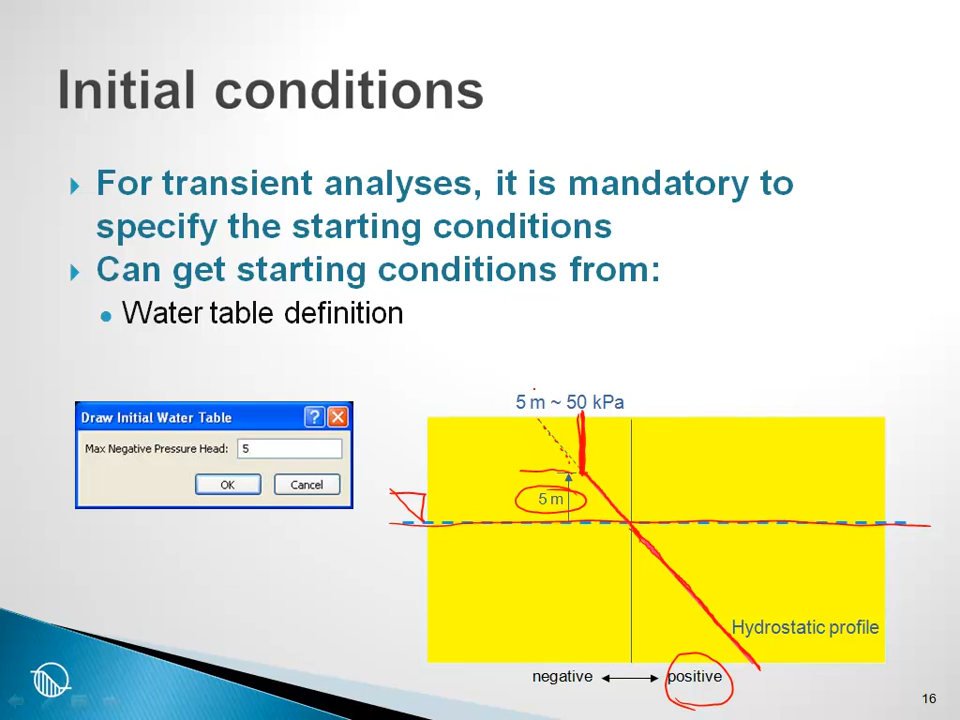 Initial conditions
For transient analyses, it is mandatory to
specify the starting conditions
Can get starting conditions from:
Water table definition
5 m ~ 50 kPa
Draw Initial Water Table
Max Negative Pressure Head: 5
OK Cancel
5 m
Hydrostatic profile
negative positive
16